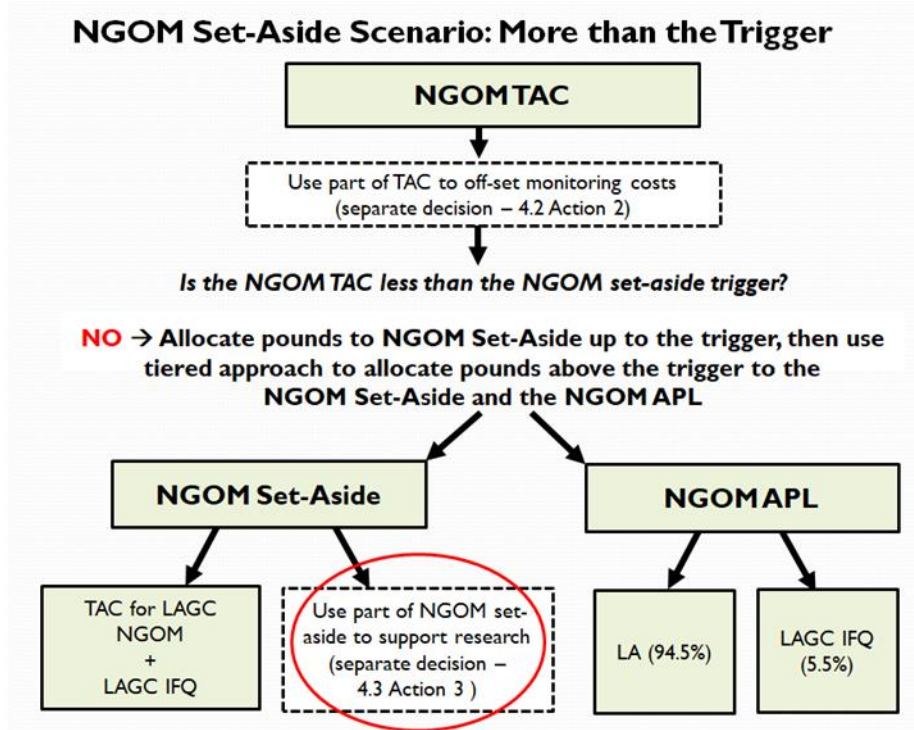 NGOM Set-Aside Scenario: More than the Trigger
NGOM TAC
Use part of TAC to off-set monitoring costs
(separate decision – 4.2 Action 2)
Is the NGOM TAC less than the NGOM set-aside trigger?
NO → Allocate pounds to NGOM Set-Aside up to the trigger, then use
tiered approach to allocate pounds above the trigger to the
NGOM Set-Aside and the NGOM APL
NGOM Set-Aside
NGOM APL
TAC for LAGC
NGOM
+
LAGC IFQ
Use part of NGOM set-
aside to support research
(separate decision –
4.3 Action 3 )
LA (94.5%)
LAGC IFQ
(5.5%)